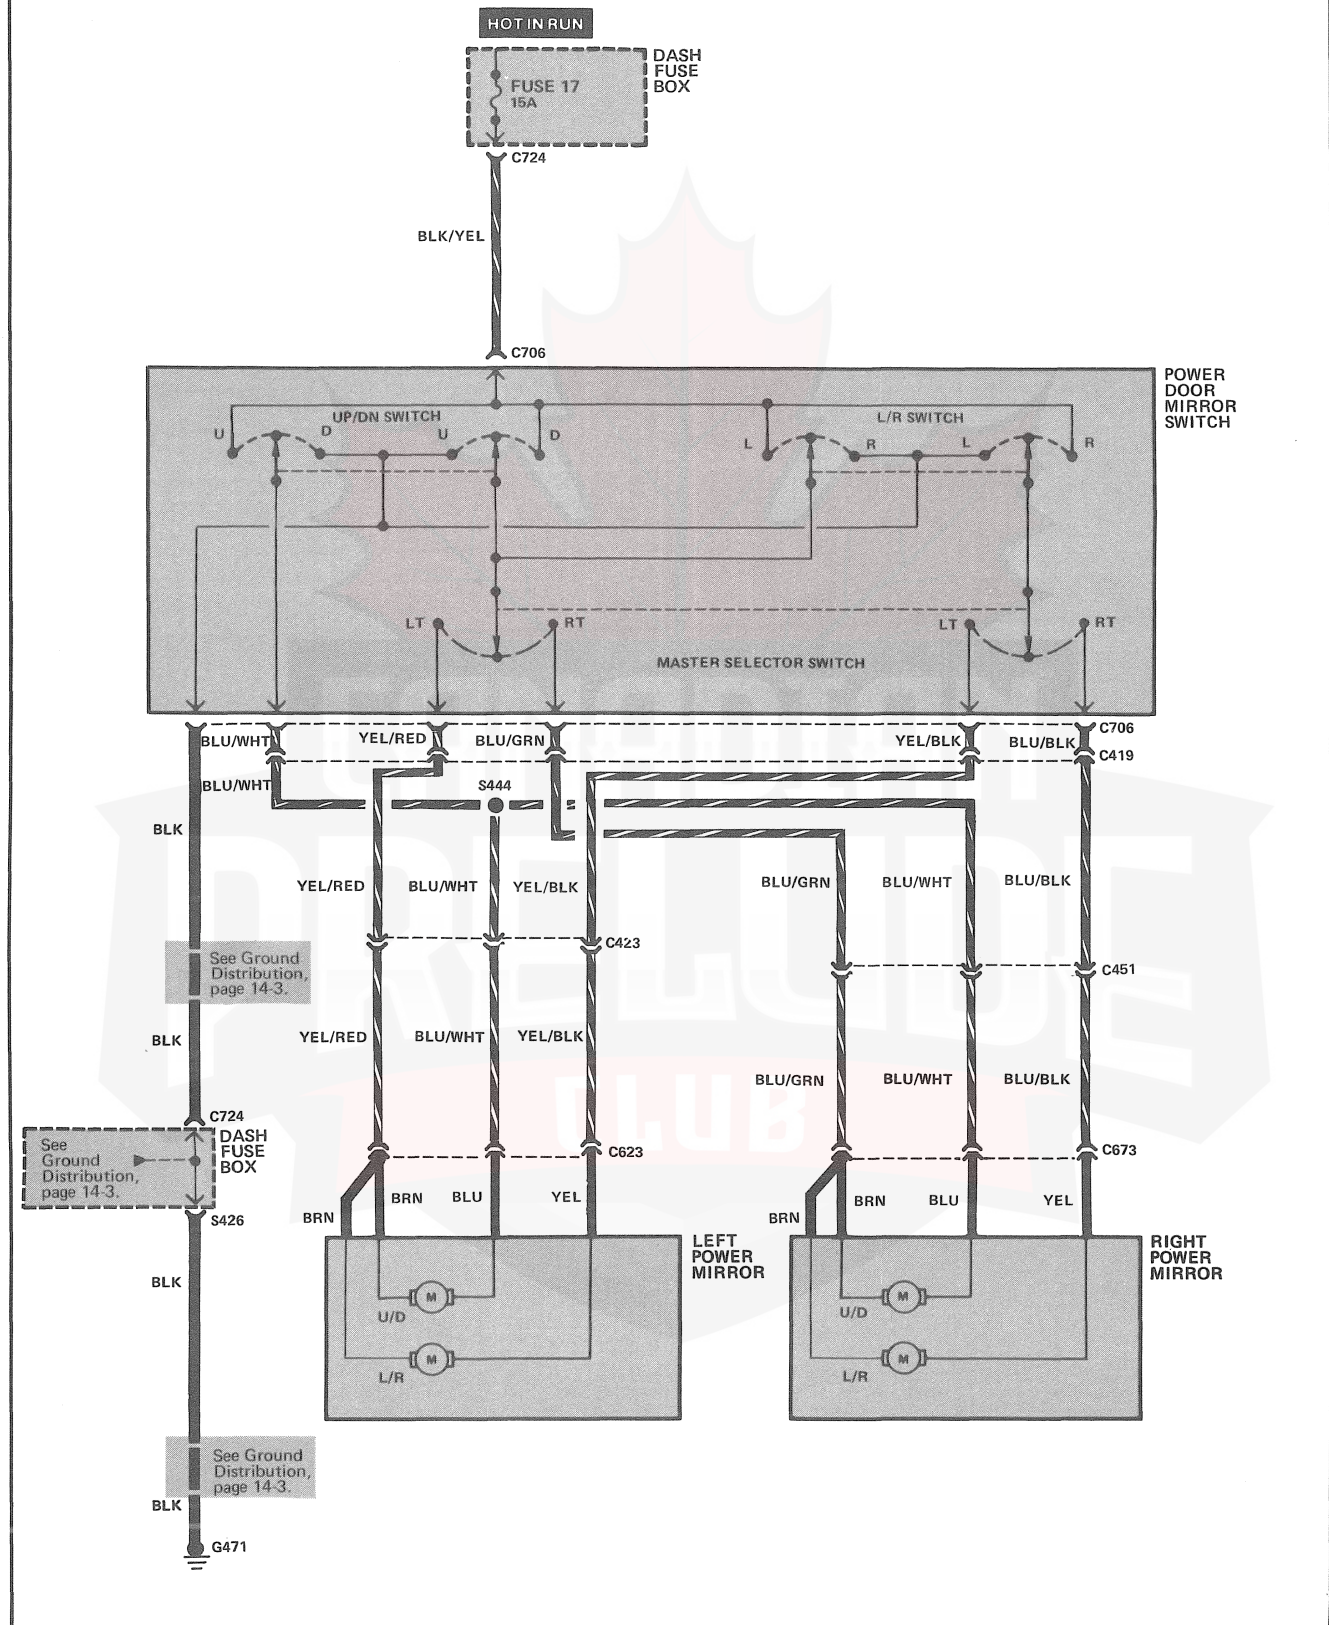 HOT IN RUN
DASH
FUSE
BOX
FUSE 17
15A
C724
BLK/YEL
C706
POWER
DOOR
MIRROR
SWITCH
UP/DN SWITCH
L/R SWITCH
U
D
U
D
L
R
L
R
LT
RT
LT
RT
MASTER SELECTOR SWITCH
BLU/WHT
YEL/RED
BLU/GRN
YEL/BLK
BLU/BLK
C706
C419
BLU/WHT
S444
BLK
YEL/RED
BLU/WHT
YEL/BLK
BLU/GRN
BLU/WHT
BLU/BLK
C423
See Ground
Distribution,
page 14-3.
C451
BLK
YEL/RED
BLU/WHT
YEL/BLK
BLU/GRN
BLU/WHT
BLU/BLK
C724
DASH
FUSE
BOX
See
Ground
Distribution,
page 14-3.
C623
C673
S426
BRN
BRN
BLU
YEL
BRN
BRN
BLU
YEL
LEFT
POWER
MIRROR
RIGHT
POWER
MIRROR
BLK
M
U/D
M
L/R
M
U/D
M
L/R
See Ground
Distribution,
page 14-3.
BLK
G471
CANADIAN
PRELUDE
CLUB